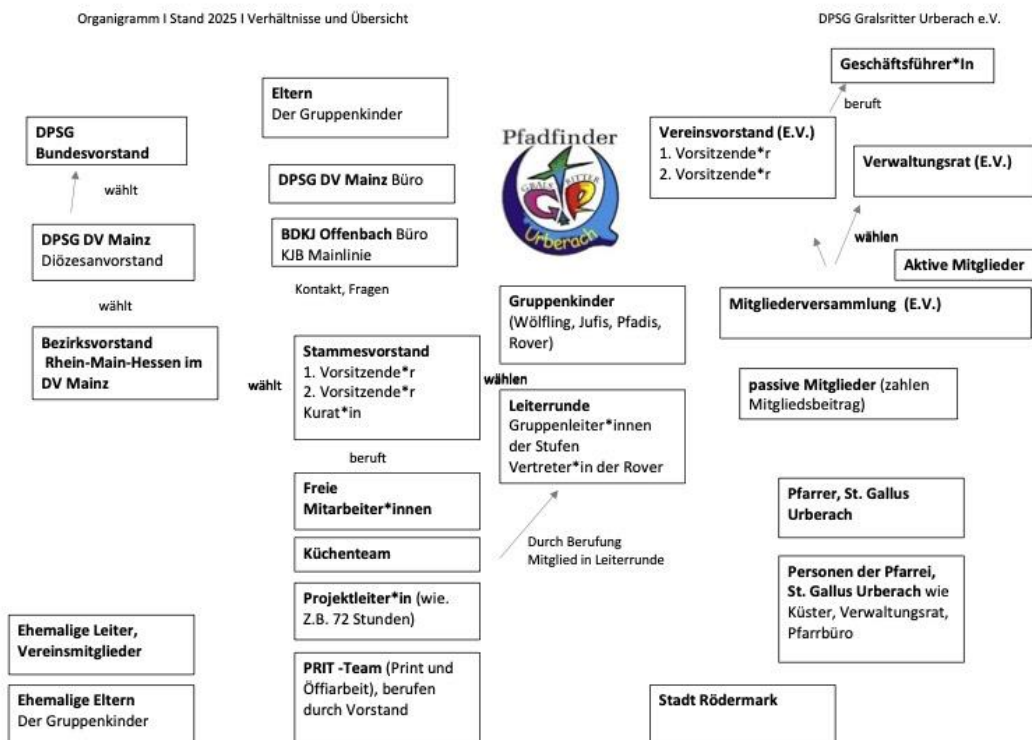 Organigramm I Stand 2025 I Verhältnisse und Übersicht
DPSG Gralsritter Urberach e.V.
Geschäftsführer*In
beruft
Eltern
Der Gruppenkinder
DPSG
Bundesvorstand
wählt
Pfadfinder
GRALS RITTER
GP
Urberach
Vereinsvorstand (E.V.)
1. Vorsitzende*r
2. Vorsitzende*r
Verwaltungsrat (E.V.)
DPSG DV Mainz Büro
DPSG DV Mainz
Diözesanvorstand
wählt
BDKJ Offenbach Büro
KJB Mainlinie
Kontakt, Fragen
wählen
Aktive Mitglieder
Mitgliederversammlung (E.V.)
Gruppenkinder
(Wölfling, Jufis, Pfadis,
Rover)
Bezirksvorstand
Rhein-Main-Hessen im
DV Mainz
wählt
Stammesvorstand
1. Vorsitzende*r
2. Vorsitzende*r
Kurat*in
wählen
beruft
Leiterrunde
Gruppenleiter*innen
der Stufen
Vertreter*in der Rover
passive Mitglieder (zahlen
Mitgliedsbeitrag)
Freie
Mitarbeiter*innen
Küchenteam
Durch Berufung
Mitglied in Leiterrunde
Pfarrer, St. Gallus
Urberach
Projektleiter*in (wie.
Z.B. 72 Stunden)
Personen der Pfarrei,
St. Gallus Urberach wie
Küster, Verwaltungsrat,
Pfarrbüro
Ehemalige Leiter,
Vereinsmitglieder
PRIT -Team (Print und
Öffiarbeit), berufen
durch Vorstand
Ehemalige Eltern
Der Gruppenkinder
Stadt Rödermark